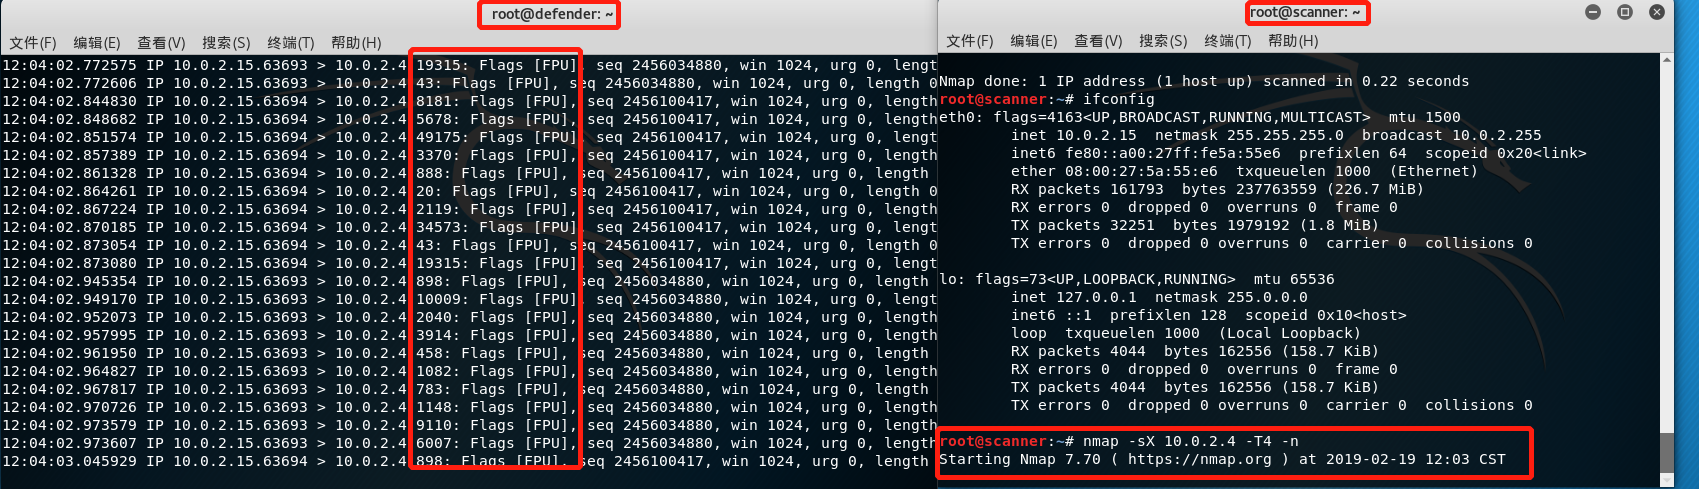 root@defender: ~
文件(F) 编辑(E) 查看(V) 搜索(S) 终端(T) 帮助(H)
12:04:02.772575 IP 10.0.2.15.63693 > 10.0.2.4.19315: Flags [FPU], seq 2456034880, win 1024, urg 0, length
12:04:02.772606 IP 10.0.2.15.63693 > 10.0.2.4.43: Flags [FPU], seq 2456034880, win 1024, urg 0, length 0
12:04:02.844830 IP 10.0.2.15.63694 > 10.0.2.4.8181: Flags [FPU], seq 2456100417, win 1024, urg 0, length
12:04:02.848682 IP 10.0.2.15.63694 > 10.0.2.4.5678: Flags [FPU], seq 2456100417, win 1024, urg 0, length
12:04:02.851574 IP 10.0.2.15.63694 > 10.0.2.4.49175: Flags [FPU], seq 2456100417, win 1024, urg 0, length
12:04:02.857389 IP 10.0.2.15.63694 > 10.0.2.4.3370: Flags [FPU], seq 2456100417, win 1024, urg 0, length
12:04:02.861328 IP 10.0.2.15.63694 > 10.0.2.4.888: Flags [FPU], seq 2456100417, win 1024, urg 0, length
12:04:02.864261 IP 10.0.2.15.63694 > 10.0.2.4.20: Flags [FPU], seq 2456100417, win 1024, urg 0, length 0
12:04:02.867224 IP 10.0.2.15.63694 > 10.0.2.4.2119: Flags [FPU], seq 2456100417, win 1024, urg 0, length
12:04:02.870185 IP 10.0.2.15.63694 > 10.0.2.4.34573: Flags [FPU], seq 2456100417, win 1024, urg 0, length
12:04:02.873054 IP 10.0.2.15.63694 > 10.0.2.4.43: Flags [FPU], seq 2456100417, win 1024, urg 0, length 0
12:04:02.873080 IP 10.0.2.15.63694 > 10.0.2.4.19315: Flags [FPU], seq 2456100417, win 1024, urg 0, length
12:04:02.945354 IP 10.0.2.15.63693 > 10.0.2.4.898: Flags [FPU], seq 2456034880, win 1024, urg 0, length
12:04:02.949170 IP 10.0.2.15.63693 > 10.0.2.4.10009: Flags [FPU], seq 2456034880, win 1024, urg 0, length
12:04:02.952073 IP 10.0.2.15.63693 > 10.0.2.4.2040: Flags [FPU], seq 2456034880, win 1024, urg 0, length
12:04:02.957995 IP 10.0.2.15.63693 > 10.0.2.4.3914: Flags [FPU], seq 2456034880, win 1024, urg 0, length
12:04:02.961950 IP 10.0.2.15.63693 > 10.0.2.4.458: Flags [FPU], seq 2456034880, win 1024, urg 0, length
12:04:02.964827 IP 10.0.2.15.63693 > 10.0.2.4.1082: Flags [FPU], seq 2456034880, win 1024, urg 0, length
12:04:02.967817 IP 10.0.2.15.63693 > 10.0.2.4.783: Flags [FPU], seq 2456034880, win 1024, urg 0, length
12:04:02.970726 IP 10.0.2.15.63693 > 10.0.2.4.1148: Flags [FPU], seq 2456034880, win 1024, urg 0, length
12:04:02.973579 IP 10.0.2.15.63693 > 10.0.2.4.9110: Flags [FPU], seq 2456034880, win 1024, urg 0, length
12:04:02.973607 IP 10.0.2.15.63693 > 10.0.2.4.6007: Flags [FPU], seq 2456034880, win 1024, urg 0, length
12:04:03.045929 IP 10.0.2.15.63694 > 10.0.2.4.898: Flags [FPU], seq 2456100417, win 1024, urg 0, length
root@scanner: ~
文件(F) 编辑(E) 查看(V) 搜索(S) 终端(T) 帮助(H)
Nmap done: 1 IP address (1 host up) scanned in 0.22 seconds
root@scanner:~# ifconfig
eth0: flags=4163<UP,BROADCAST,RUNNING,MULTICAST>  mtu 1500
inet 10.0.2.15  netmask 255.255.255.0  broadcast 10.0.2.255
inet6 fe80::a00:27ff:fe5a:55e6  prefixlen 64  scopeid 0x20<link>
ether 08:00:27:5a:55:e6  txqueuelen 1000  (Ethernet)
RX packets 161793  bytes 237763559 (226.7 MiB)
RX errors 0  dropped 0  overruns 0  frame 0
TX packets 32251  bytes 1979192 (1.8 MiB)
TX errors 0  dropped 0 overruns 0  carrier 0  collisions 0
lo: flags=73<UP,LOOPBACK,RUNNING>  mtu 65536
inet 127.0.0.1  netmask 255.0.0.0
inet6 ::1  prefixlen 128  scopeid 0x10<host>
loop  txqueuelen 1000  (Local Loopback)
RX packets 4044  bytes 162556 (158.7 KiB)
RX errors 0  dropped 0  overruns 0  frame 0
TX packets 4044  bytes 162556 (158.7 KiB)
TX errors 0  dropped 0 overruns 0  carrier 0  collisions 0
root@scanner:~# nmap -sX 10.0.2.4 -T4 -n
Starting Nmap 7.70 ( https://nmap.org ) at 2019-02-19 12:03 CST